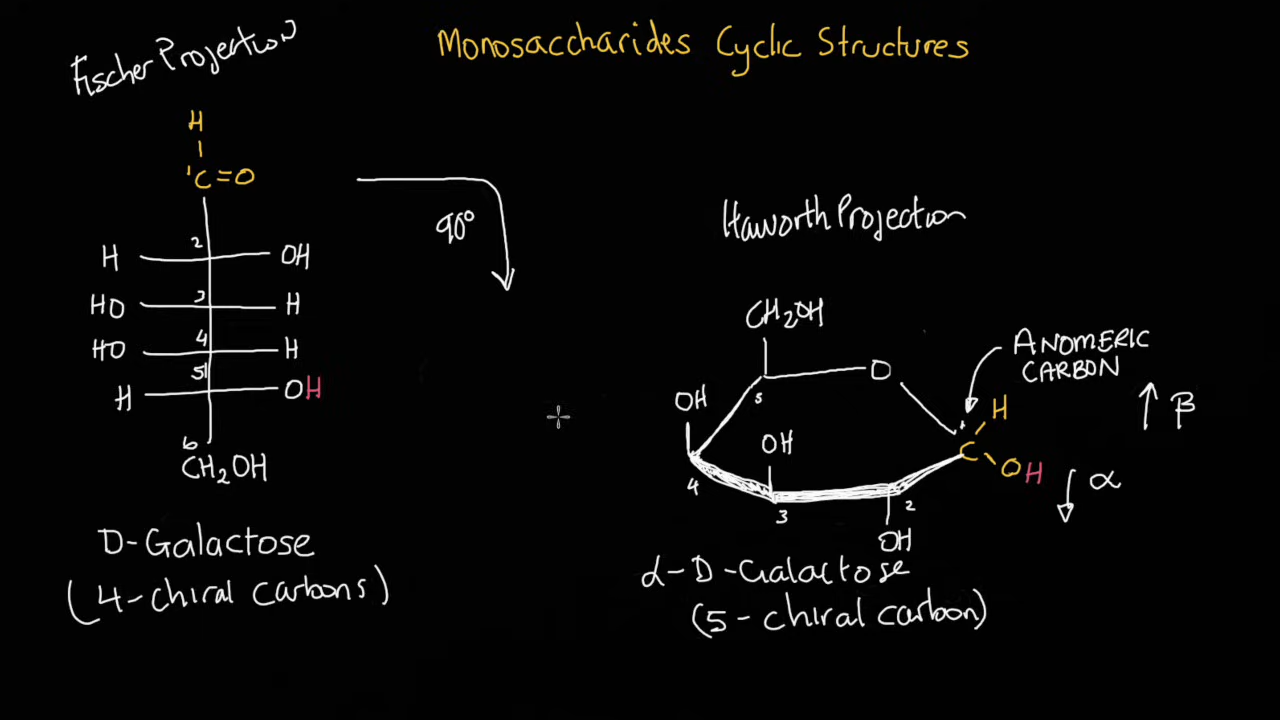 Monosaccharides Cyclic Structures
Fischer Projection
H
1C=O
2
H OH
3
HO H
4
HO H
5
H OH
6
CH2OH
D-Galactose
(4-chiral carbons)
90°
Haworth Projection
CH2OH
O
5
ANOMERIC
CARBON
H
β
OH
OH
1
C
OH
α
4
3
2
OH
α-D-Galactose
(5-chiral carbon)